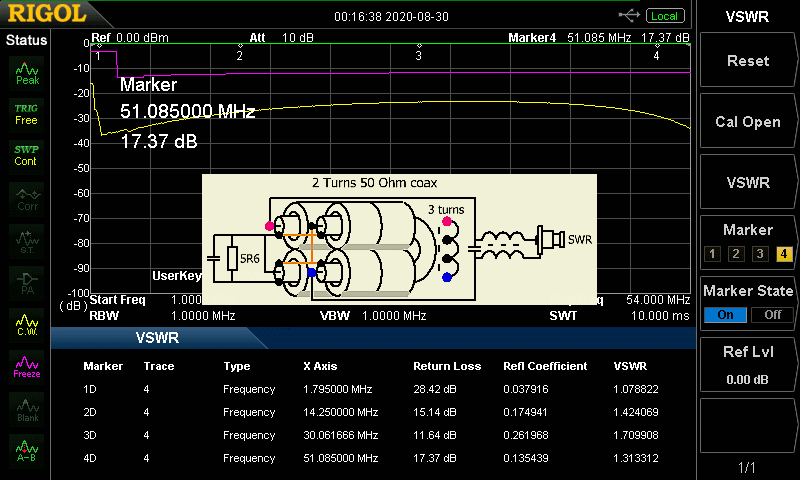 RIGOL
00:16:38 2020-08-30
Local
VSWR
Status
Ref 0.00 dBm
Att 10 dB
Marker4 51.085 MHz 17.37 dB
Reset
Peak
0
1
2
3
4
-10
Marker
-20
TRIG
Free
51.085000 MHz
-30
Cal Open
17.37 dB
-40
SWP
Cont
-50
2 Turns 50 Ohm coax
VSWR
Corr
-60
3 turns
-70
Marker
S.T.
-80
5R6
SWR
1 2 3 4
PA
-90
UserKey
Marker State
-100
(dB)
Start Freq 1.000
q 54.000 MHz
On Off
RBW 1.0000 MHz
VBW 1.0000 MHz
SWT 10.000 ms
C.W.
VSWR
Ref Lvl
0.00 dB
Marker Trace Type X Axis Return Loss Refl Coefficient VSWR
Freeze
1D 4 Frequency 1.795000 MHz 28.42 dB 0.037916 1.078822
Blank
2D 4 Frequency 14.250000 MHz 15.14 dB 0.174941 1.424069
3D 4 Frequency 30.061666 MHz 11.64 dB 0.261968 1.709908
A-B
4D 4 Frequency 51.085000 MHz 17.37 dB 0.135439 1.313312
1/1